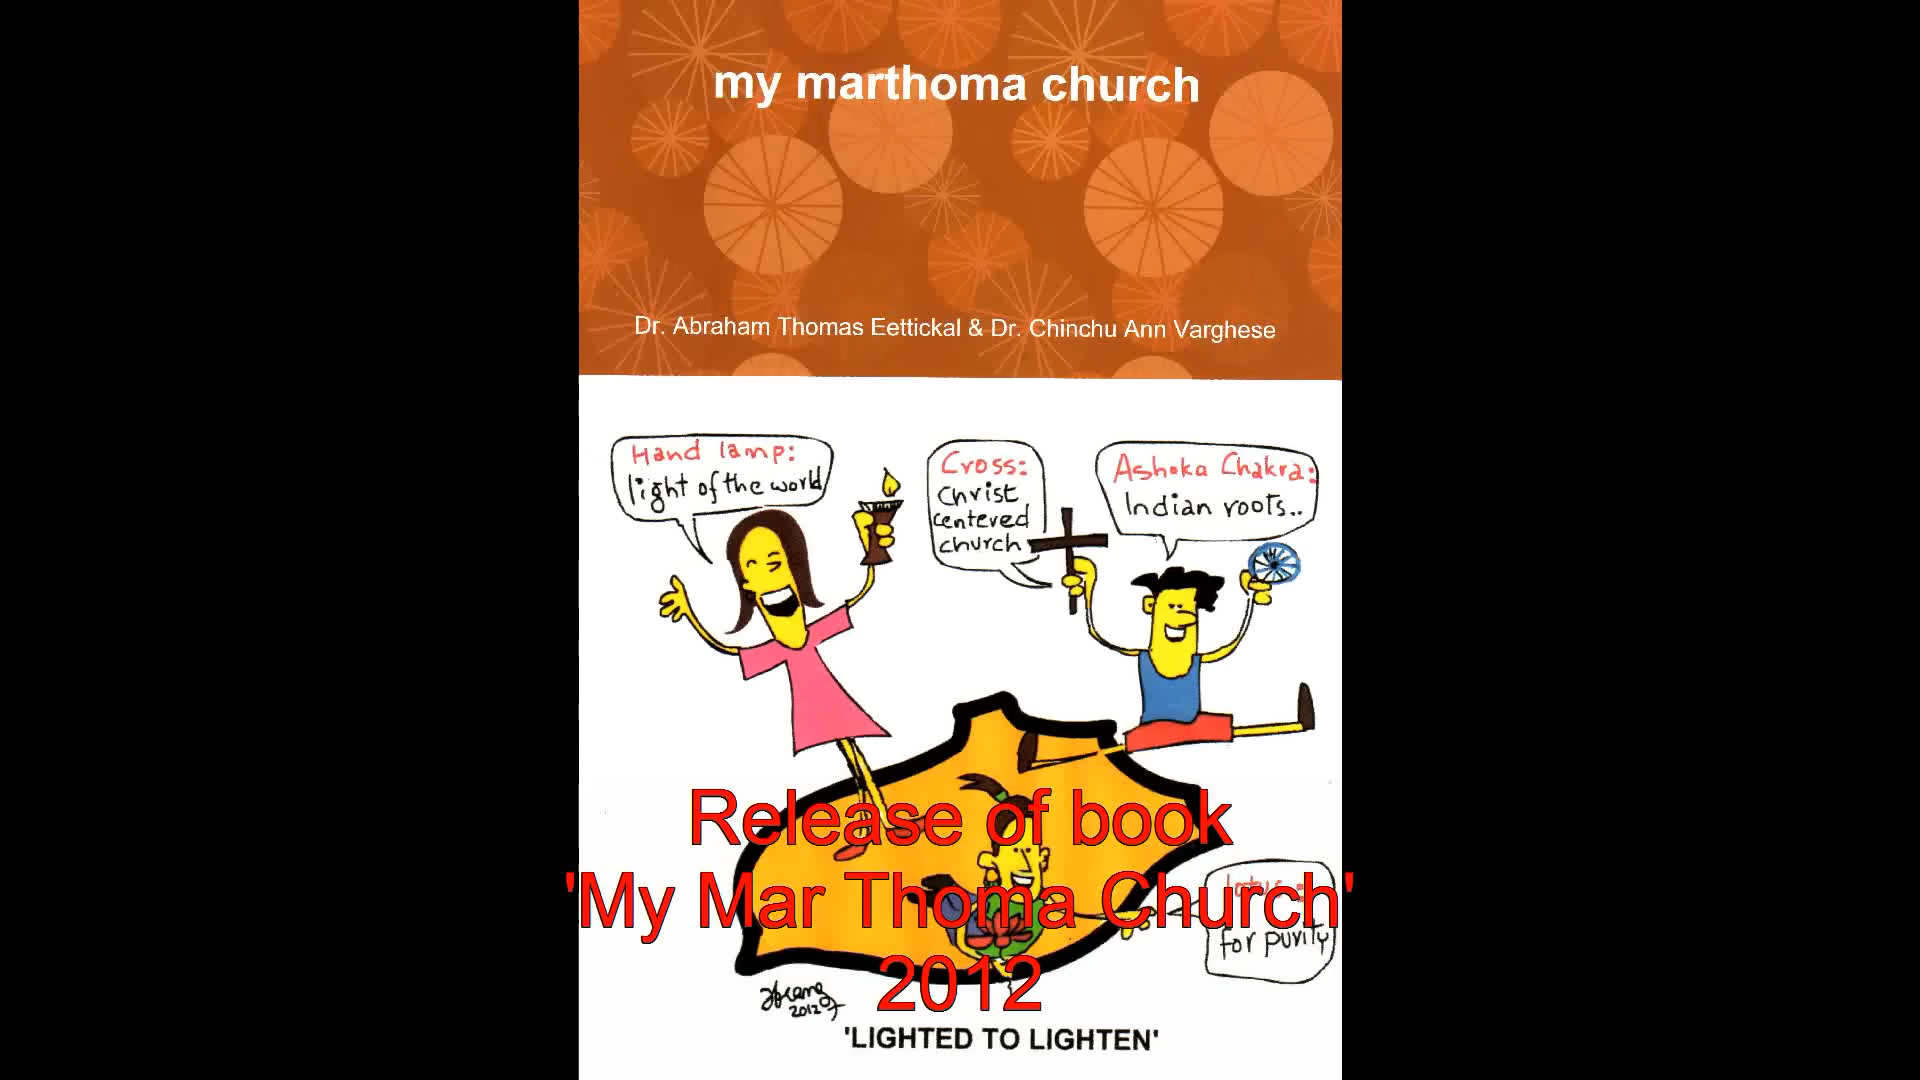 my marthoma church
Dr. Abraham Thomas Eettickal & Dr. Chinchu Ann Varghese
Hand lamp:
light of the world
Cross:
Christ
centered
church
Ashoka Chakra:
Indian roots..
Release of book
'My Mar Thoma Church'
2012
for purity
2012
'LIGHTED TO LIGHTEN'